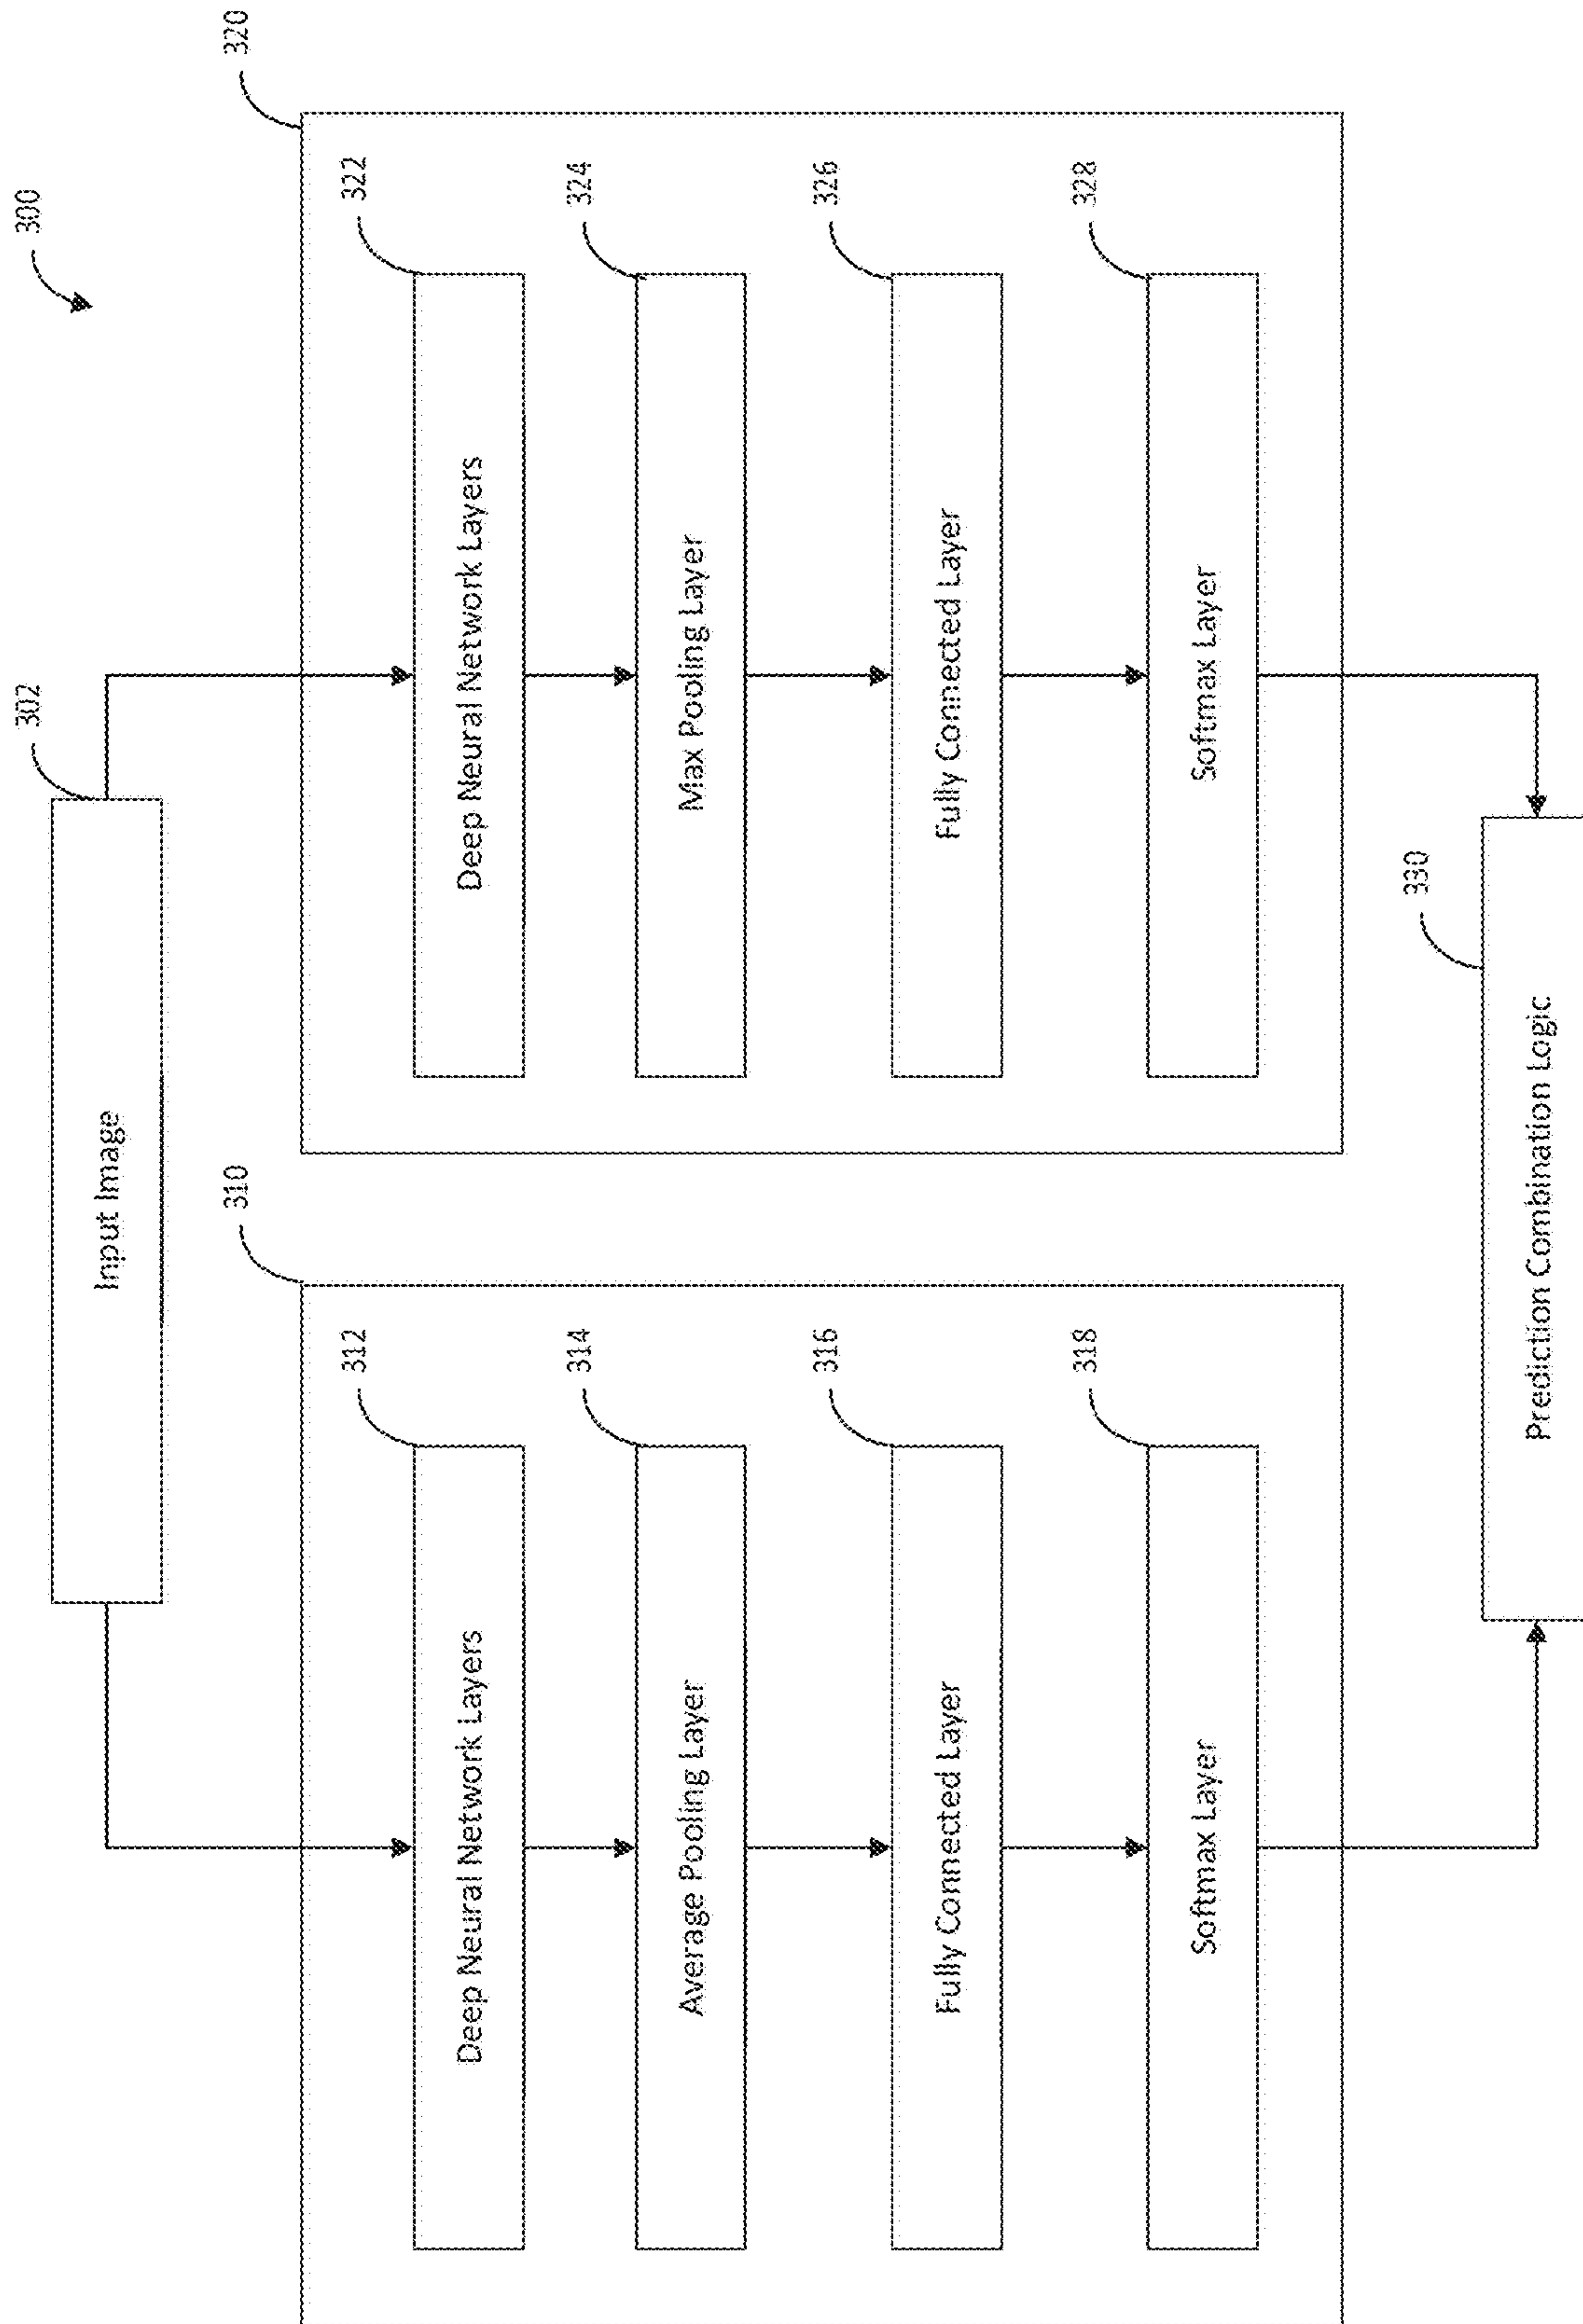 300
302
Input Image
310
320
312
Deep Neural Network Layers
322
Deep Neural Network Layers
314
Average Pooling Layer
324
Max Pooling Layer
316
Fully Connected Layer
326
Fully Connected Layer
318
Softmax Layer
328
Softmax Layer
330
Prediction Combination Logic